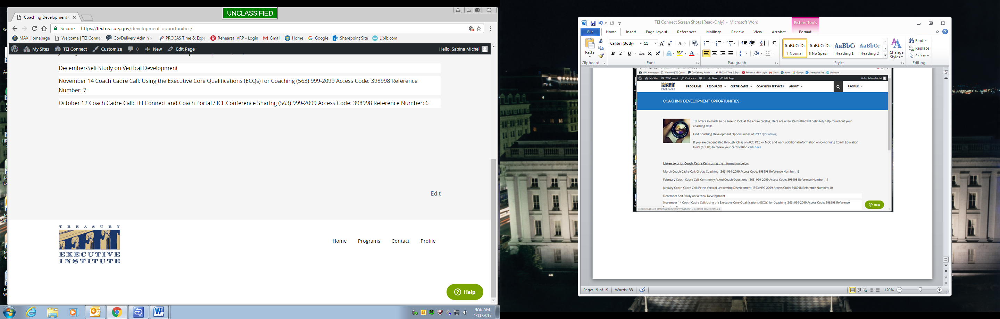 UNCLASSIFIED
Coaching Development
Secure
https://tei.treasury.gov/development-opportunities/
MAX Homepage
Welcome | TEI Conne
GovDelivery Admin »
PROCAS Time & Expe
Rehearsal VRP - Login
Gmail
Home
Google
Sharepoint Site
Libib.com
My Sites
TEI Connect
Customize
0
New
Edit Page
Hello, Sabina Michel
December-Self Study on Vertical Development
November 14 Coach Cadre Call: Using the Executive Core Qualifications (ECQs) for Coaching (563) 999-2099 Access Code: 398998 Reference
Number: 7
October 12 Coach Cadre Call: TEI Connect and Coach Portal / ICF Conference Sharing (563) 999-2099 Access Code: 398998 Reference Number: 6
Edit
TREASURY
EXECUTIVE
INSTITUTE
Home
Programs
Contact
Profile
Help
9:56 AM
4/11/2017
TEI Connect Screen Shots [Read-Only] - Microsoft Word
Picture Tools
File
Home
Insert
Page Layout
References
Mailings
Review
View
Acrobat
Format
Paste
Clipboard
Calibri (Body)
11
Font
Paragraph
AaBbCcDc
¶ Normal
AaBbCcDc
¶ No Spaci...
AaBbC
Heading 1
AaBbCc
Heading 2
Change
Styles
Styles
Find
Replace
Select
Editing
MAX Homepage
Welcome | TEI Conne
GovDelivery Admin
PROCAS Time & Exp
Rehearsal VRP - Login
Gmail
Home
Google
Sharepoint Site
Libib.com
My Sites
TEI Connect
Customize
0
New
Edit Page
Hello, Sabina Michel
EXECUTIVE
INSTITUTE
PROGRAMS
RESOURCES
CERTIFICATES
COACHING SERVICES
ABOUT
PROFILE
COACHING DEVELOPMENT OPPORTUNITIES
TEI offers so much so be sure to look at the entire catalog. Here are a few items that will definitely help round out your
coaching skills.
Find Coaching Development Opportunities at FY17 Q2 Catalog
If you are credentialed through ICF as an ACC, PCC or MCC and want additional information on Continuing Coach Education
Units (CCEUs) to renew your certification click here
Listen to prior Coach Cadre Calls using the information below:
March Coach Cadre Call: Group Coaching (563) 999-2099 Access Code: 398998 Reference Number: 13
February Coach Cadre Call: Commonly Asked Coach Questions (563) 999-2099 Access Code: 398998 Reference Number: 11
January Coach Cadre Call: Petrie Vertical Leadership Development (563) 999-2099 Access Code: 398998 Reference Number: 10
December-Self Study on Vertical Development
November 14 Coach Cadre Call: Using the Executive Core Qualifications (ECQs) for Coaching (563) 999-2099 Access Code: 398998 Reference
Help
tei.treasury.gov/wp-content/uploads/sites/57/2016/08/TEI-Coaching-Services-lens.jpg
Page: 19 of 19
Words: 33
120%